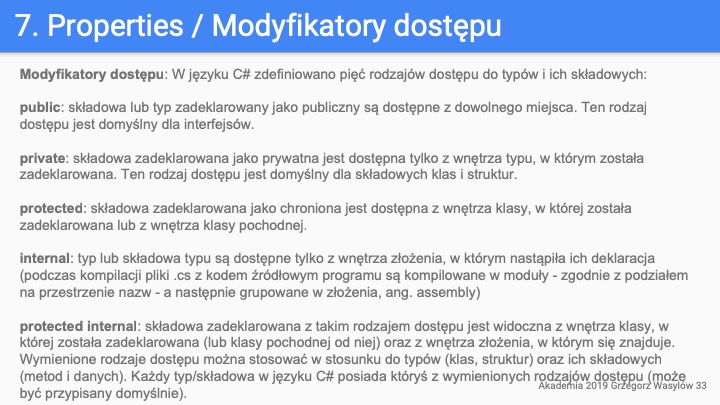 7. Properties / Modyfikatory dostępu
Modyfikatory dostępu: W języku C# zdefiniowano pięć rodzajów dostępu do typów i ich składowych:
public: składowa lub typ zadeklarowany jako publiczny są dostępne z dowolnego miejsca. Ten rodzaj
dostępu jest domyślny dla interfejsów.
private: składowa zadeklarowana jako prywatna jest dostępna tylko z wnętrza typu, w którym została
zadeklarowana. Ten rodzaj dostępu jest domyślny dla składowych klas i struktur.
protected: składowa zadeklarowana jako chroniona jest dostępna z wnętrza klasy, w której została
zadeklarowana lub z wnętrza klasy pochodnej.
internal: typ lub składowa typu są dostępne tylko z wnętrza złożenia, w którym nastąpiła ich deklaracja
(podczas kompilacji pliki .cs z kodem źródłowym programu są kompilowane w moduły - zgodnie z podziałem
na przestrzenie nazw - a następnie grupowane w złożenia, ang. assembly)
protected internal: składowa zadeklarowana z takim rodzajem dostępu jest widoczna z wnętrza klasy, w
której została zadeklarowana (lub klasy pochodnej od niej) oraz z wnętrza złożenia, w którym się znajduje.
Wymienione rodzaje dostępu można stosować w stosunku do typów (klas, struktur) oraz ich składowych
(metod i danych). Każdy typ/składowa w języku C# posiada któryś z wymienionych rodzajów dostępu (może
być przypisany domyślnie).
Akademia 2019 Grzegorz Wasylów 33